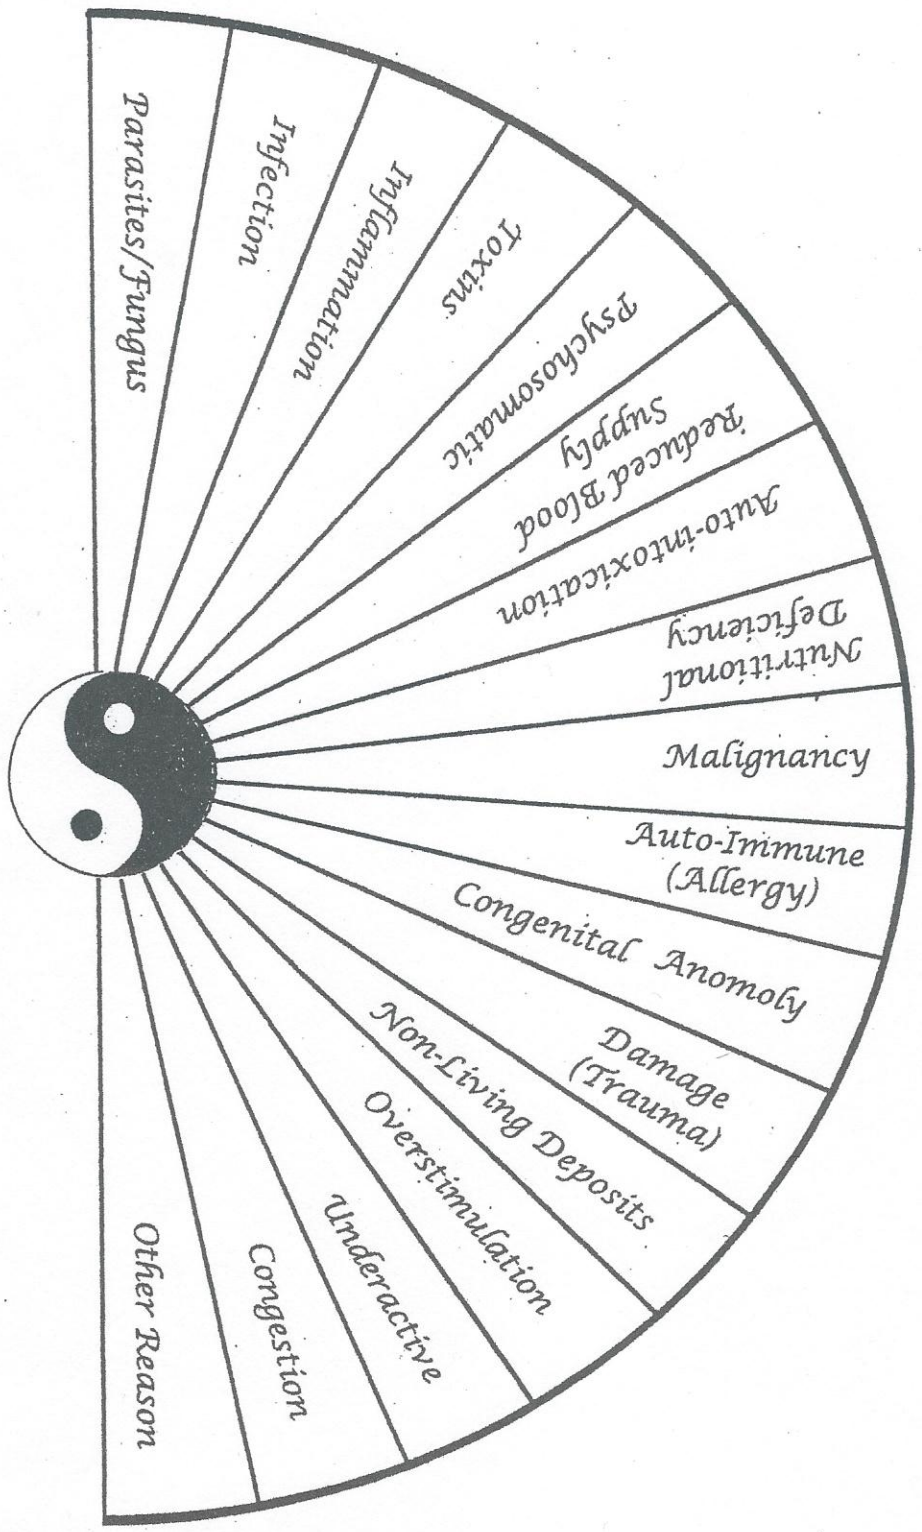 Parasites/Fungus
Infection
Inflammation
Toxins
Psychosomatic
Reduced Blood
Supply
Auto-intoxication
Nutritional
Deficiency
Malignancy
Auto-Immune
(Allergy)
Congenital Anomoly
Damage
(Trauma)
Non-Living Deposits
Overstimulation
Underactive
Congestion
Other Reason